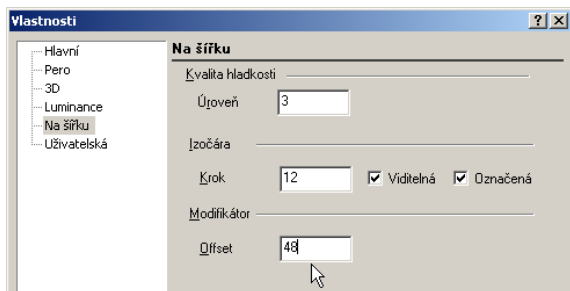 Vlastnosti
Hlavní
Pero
3D
Luminance
Na šířku
Uživatelská
Na šířku
Kvalita hladkosti
Úroveň 3
Izočára
Krok 12 Viditelná Označená
Modifikátor
Offset 48